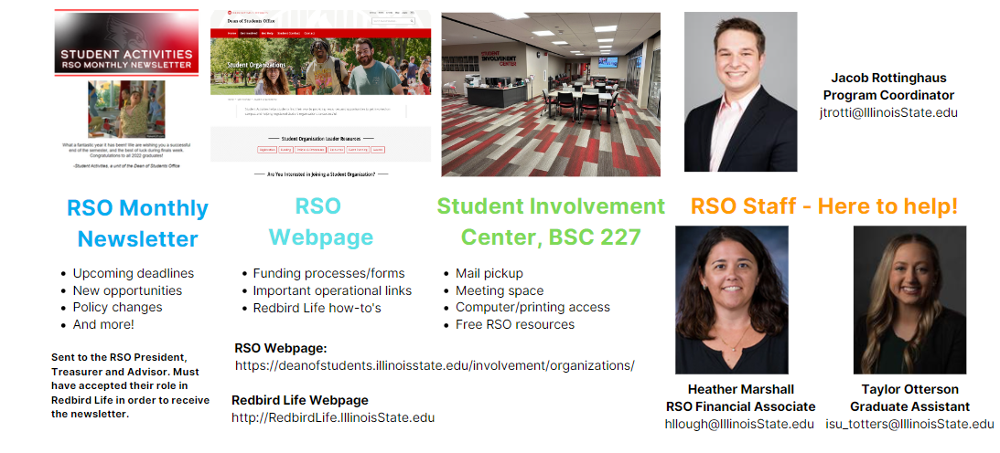 STUDENT ACTIVITIES
RSO MONTHLY NEWSLETTER
What a fantastic year it has been! We are wishing you a successful
end of the semester, and the best of luck during finals week.
Congratulations to all 2022 graduates!
-Student Activities, a unit of the Dean of Students Office
Dean of Students Office
Home Get Involved Get Help Student Conduct Contact
Student Organizations
Student Organization Leader Resources
Are You Interested in Joining a Student Organization?
STUDENT
INVOLVEMENT
CENTER
Jacob Rottinghaus
Program Coordinator
jtrotti@IllinoisState.edu
RSO Monthly
Newsletter
Upcoming deadlines
New opportunities
Policy changes
And more!
Sent to the RSO President,
Treasurer and Advisor. Must
have accepted their role in
Redbird Life in order to receive
the newsletter.
RSO
Webpage
Funding processes/forms
Important operational links
Redbird Life how-to's
RSO Webpage:
https://deanofstudents.illinoisstate.edu/involvement/organizations/
Redbird Life Webpage
http://RedbirdLife.IllinoisState.edu
Student Involvement
Center, BSC 227
Mail pickup
Meeting space
Computer/printing access
Free RSO resources
RSO Staff - Here to help!
Heather Marshall
RSO Financial Associate
hllough@IllinoisState.edu
Taylor Otterson
Graduate Assistant
isu_totters@IllinoisState.edu